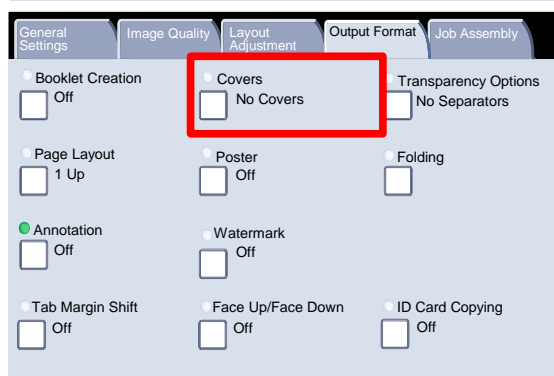 General Settings
Image Quality
Layout Adjustment
Output Format
Job Assembly
Booklet Creation
Off
Covers
No Covers
Transparency Options
No Separators
Page Layout
1 Up
Poster
Off
Folding
Annotation
Off
Watermark
Off
Tab Margin Shift
Off
Face Up/Face Down
Off
ID Card Copying
Off